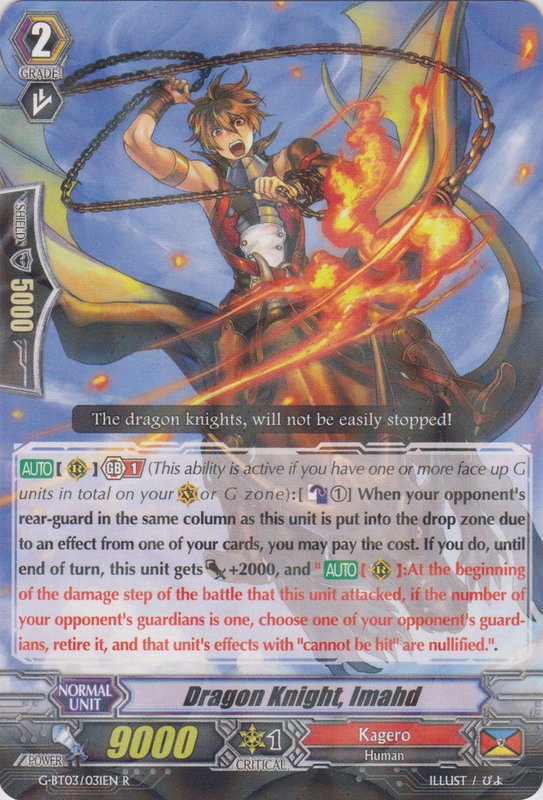 2
GRADE
SHIELD
5000
The dragon knights, will not be easily stopped!
AUTO【 R 】GB 1 (This ability is active if you have one or more face up G
units in total on your V or G zone):[ ①] When your opponent's
rear-guard in the same column as this unit is put into the drop zone due
to an effect from one of your cards, you may pay the cost. If you do, until
end of turn, this unit gets +2000, and "AUTO【 R 】:At the beginning
of the damage step of the battle that this unit attacked, if the number of
your opponent's guardians is one, choose one of your opponent's guard-
ians, retire it, and that unit's effects with "cannot be hit" are nullified.".
NORMAL
UNIT
Dragon Knight, Imahd
POWER
9000
1
CRITICAL
Kagero
Human
G-BT03/031EN R
ILLUST / ぴよ